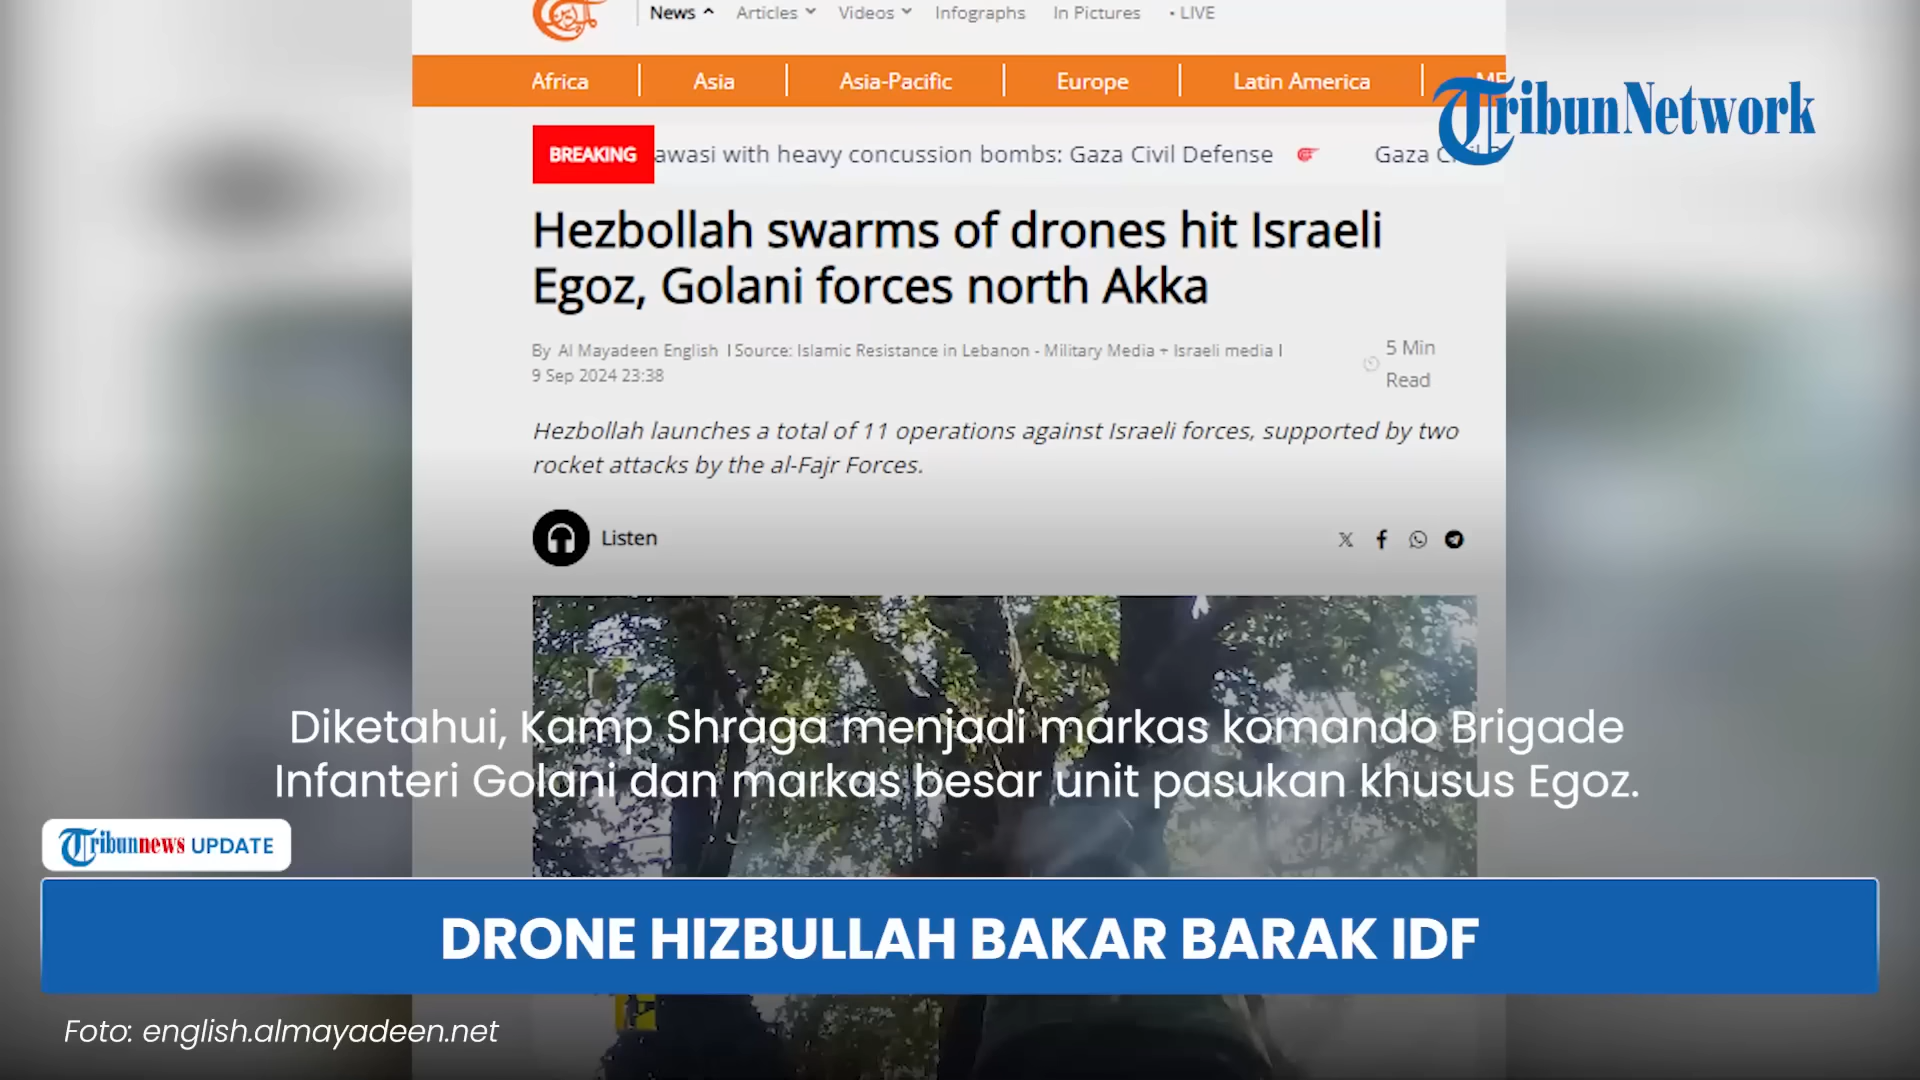 News Articles Videos Infographs In Pictures • LIVE
Africa Asia Asia-Pacific Europe Latin America
TribunNetwork
BREAKING awasi with heavy concussion bombs: Gaza Civil Defense Gaza
Hezbollah swarms of drones hit Israeli
Egoz, Golani forces north Akka
By Al Mayadeen English | Source: Islamic Resistance in Lebanon - Military Media + Israeli media |
9 Sep 2024 23:38
5 Min
Read
Hezbollah launches a total of 11 operations against Israeli forces, supported by two
rocket attacks by the al-Fajr Forces.
Listen
Diketahui, Kamp Shraga menjadi markas komando Brigade
Infanteri Golani dan markas besar unit pasukan khusus Egoz.
Tribunnews UPDATE
DRONE HIZBULLAH BAKAR BARAK IDF
Foto: english.almayadeen.net